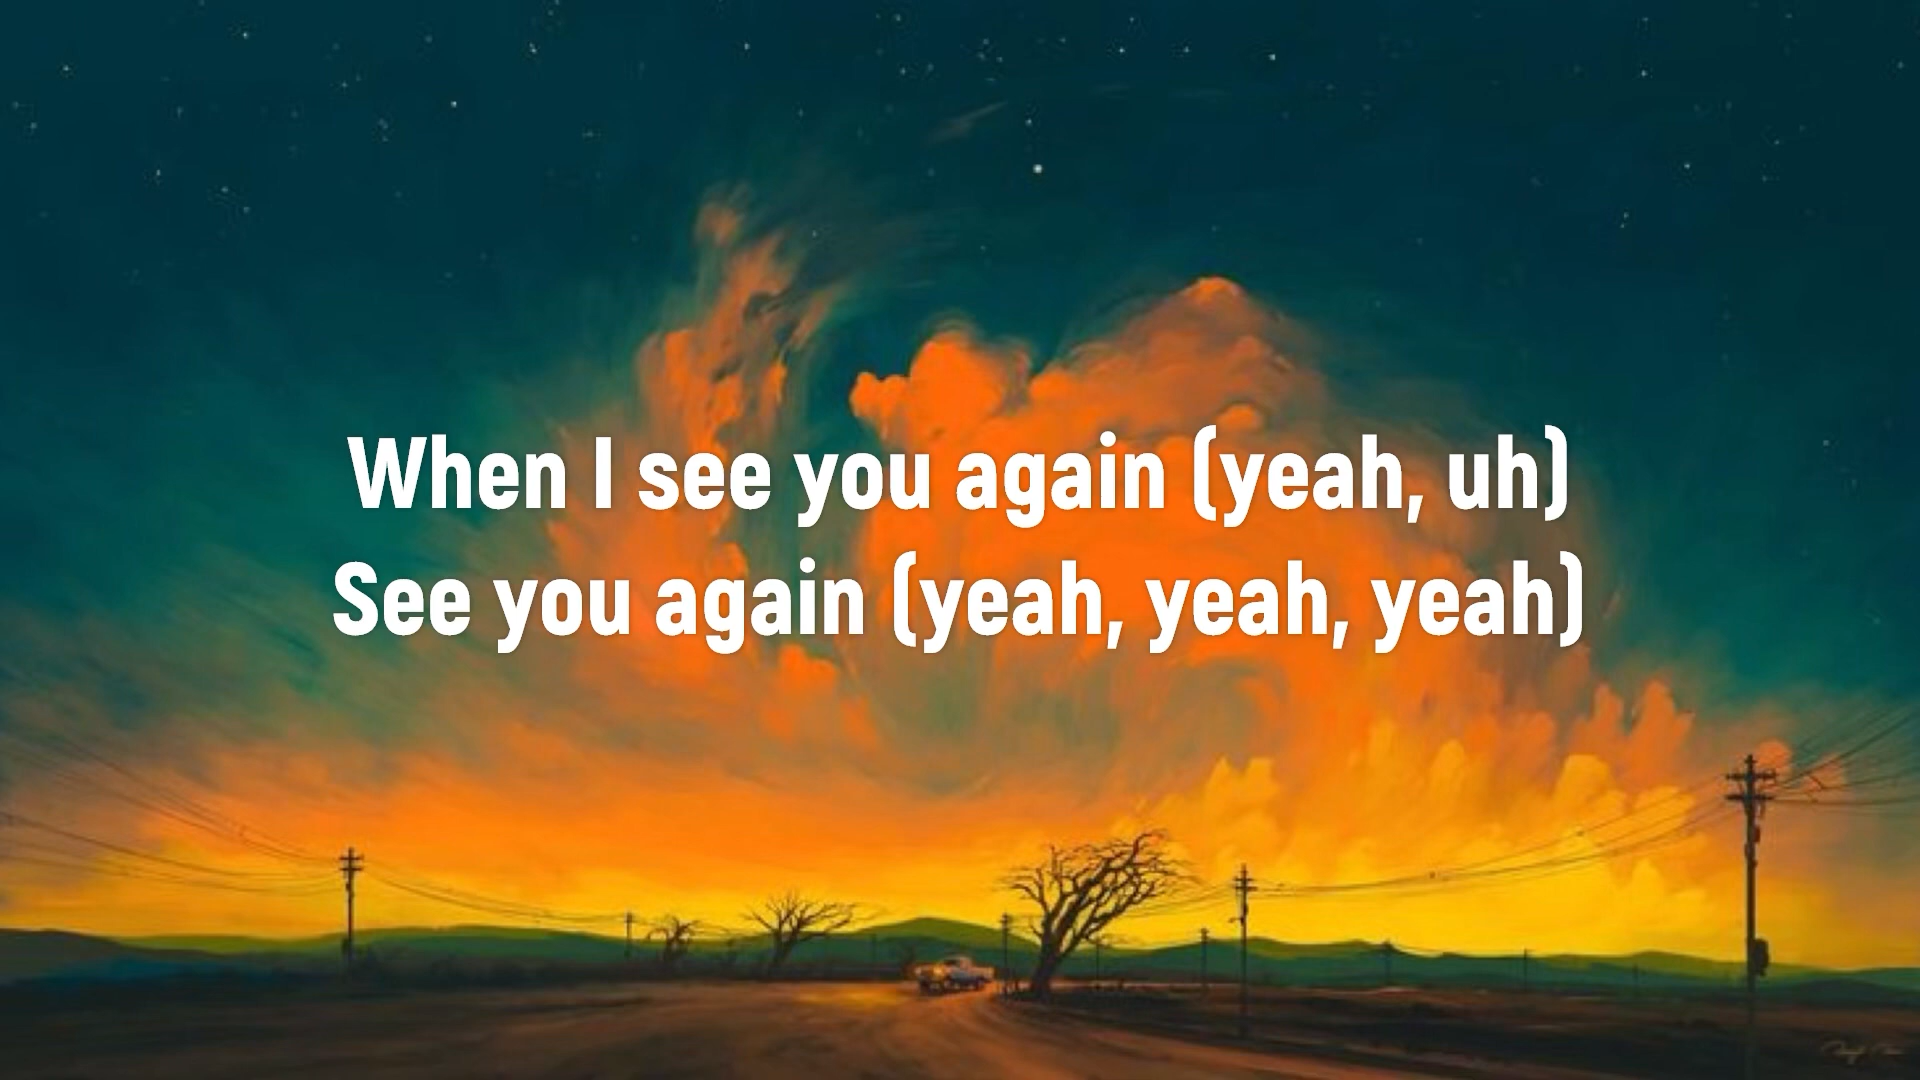 When I see you again (yeah, uh)
See you again (yeah, yeah, yeah)